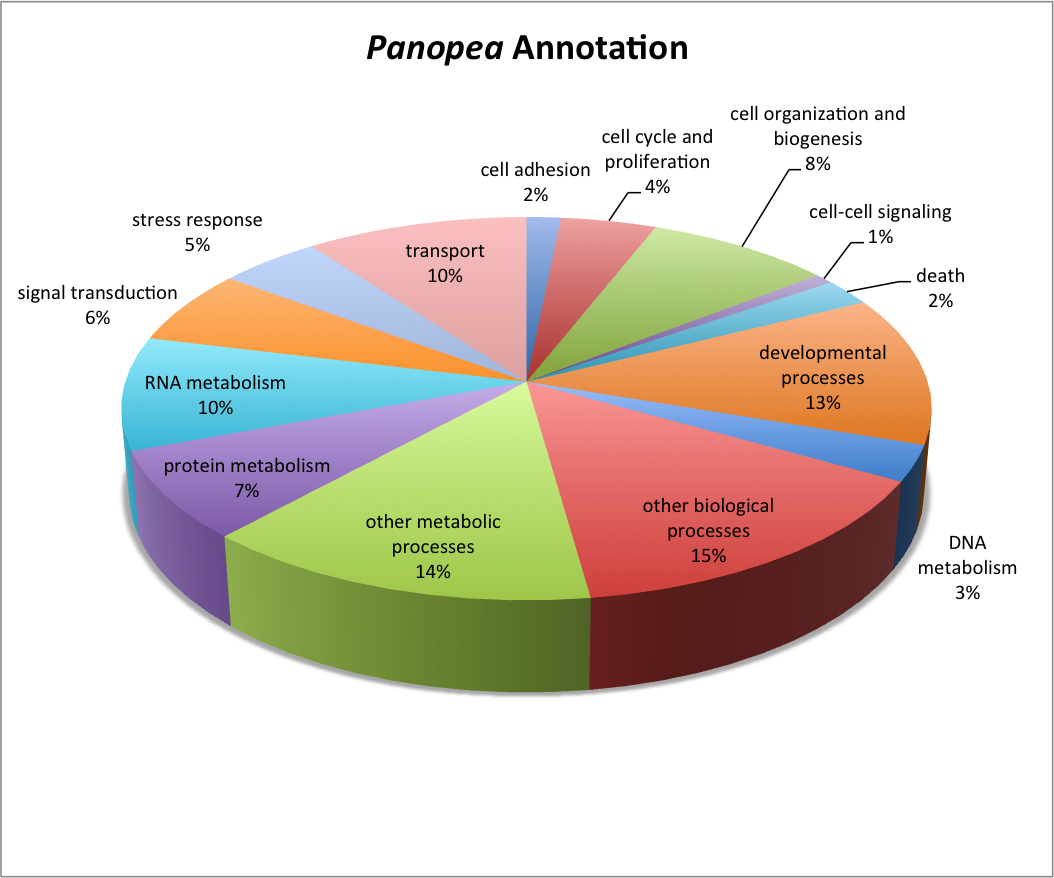 Panopea Annotation
cell adhesion
2%
cell cycle and
proliferation
4%
cell organization and
biogenesis
8%
cell-cell signaling
1%
death
2%
developmental
processes
13%
DNA
metabolism
3%
other biological
processes
15%
other metabolic
processes
14%
protein metabolism
7%
RNA metabolism
10%
signal transduction
6%
stress response
5%
transport
10%